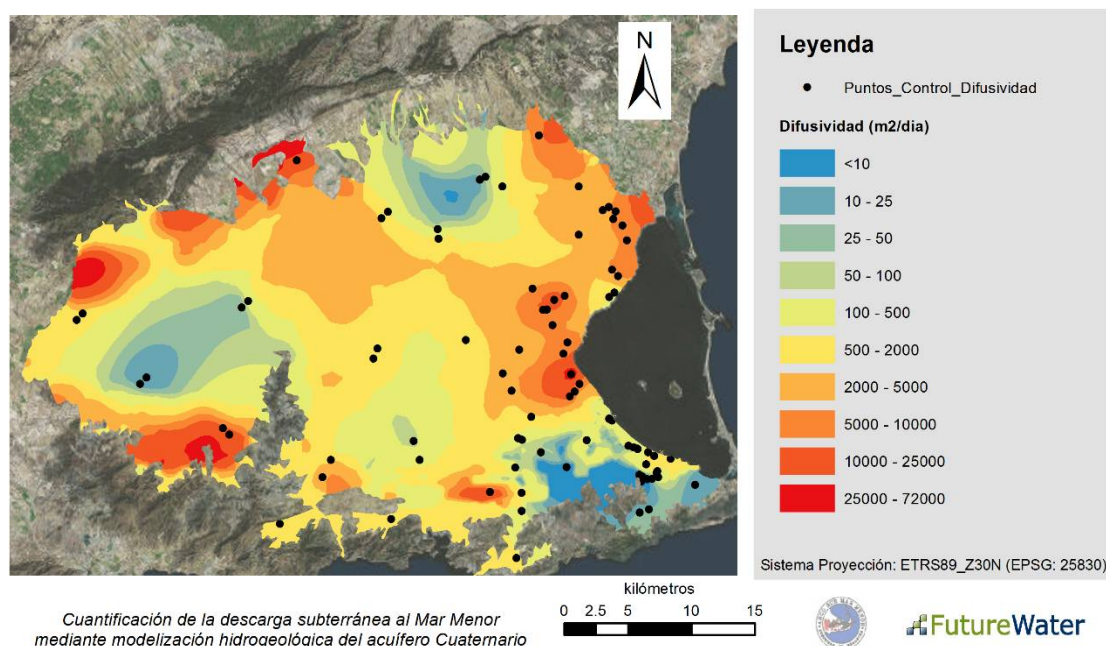 N
Leyenda
Puntos_Control_Difusividad
Difusividad (m2/dia)
<10
10 - 25
25 - 50
50 - 100
100 - 500
500 - 2000
2000 - 5000
5000 - 10000
10000 - 25000
25000 - 72000
Sistema Proyección: ETRS89_Z30N (EPSG: 25830)
kilómetros
0 2.5 5 10 15
Cuantificación de la descarga subterránea al Mar Menor
mediante modelización hidrogeológica del acuífero Cuaternario
FutureWater